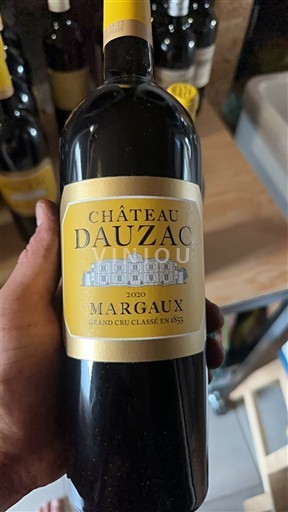 CHÂTEAU
DAUZAC
VINIOU
2020
MARGAUX
GRAND CRU CLASSÉ EN 1855